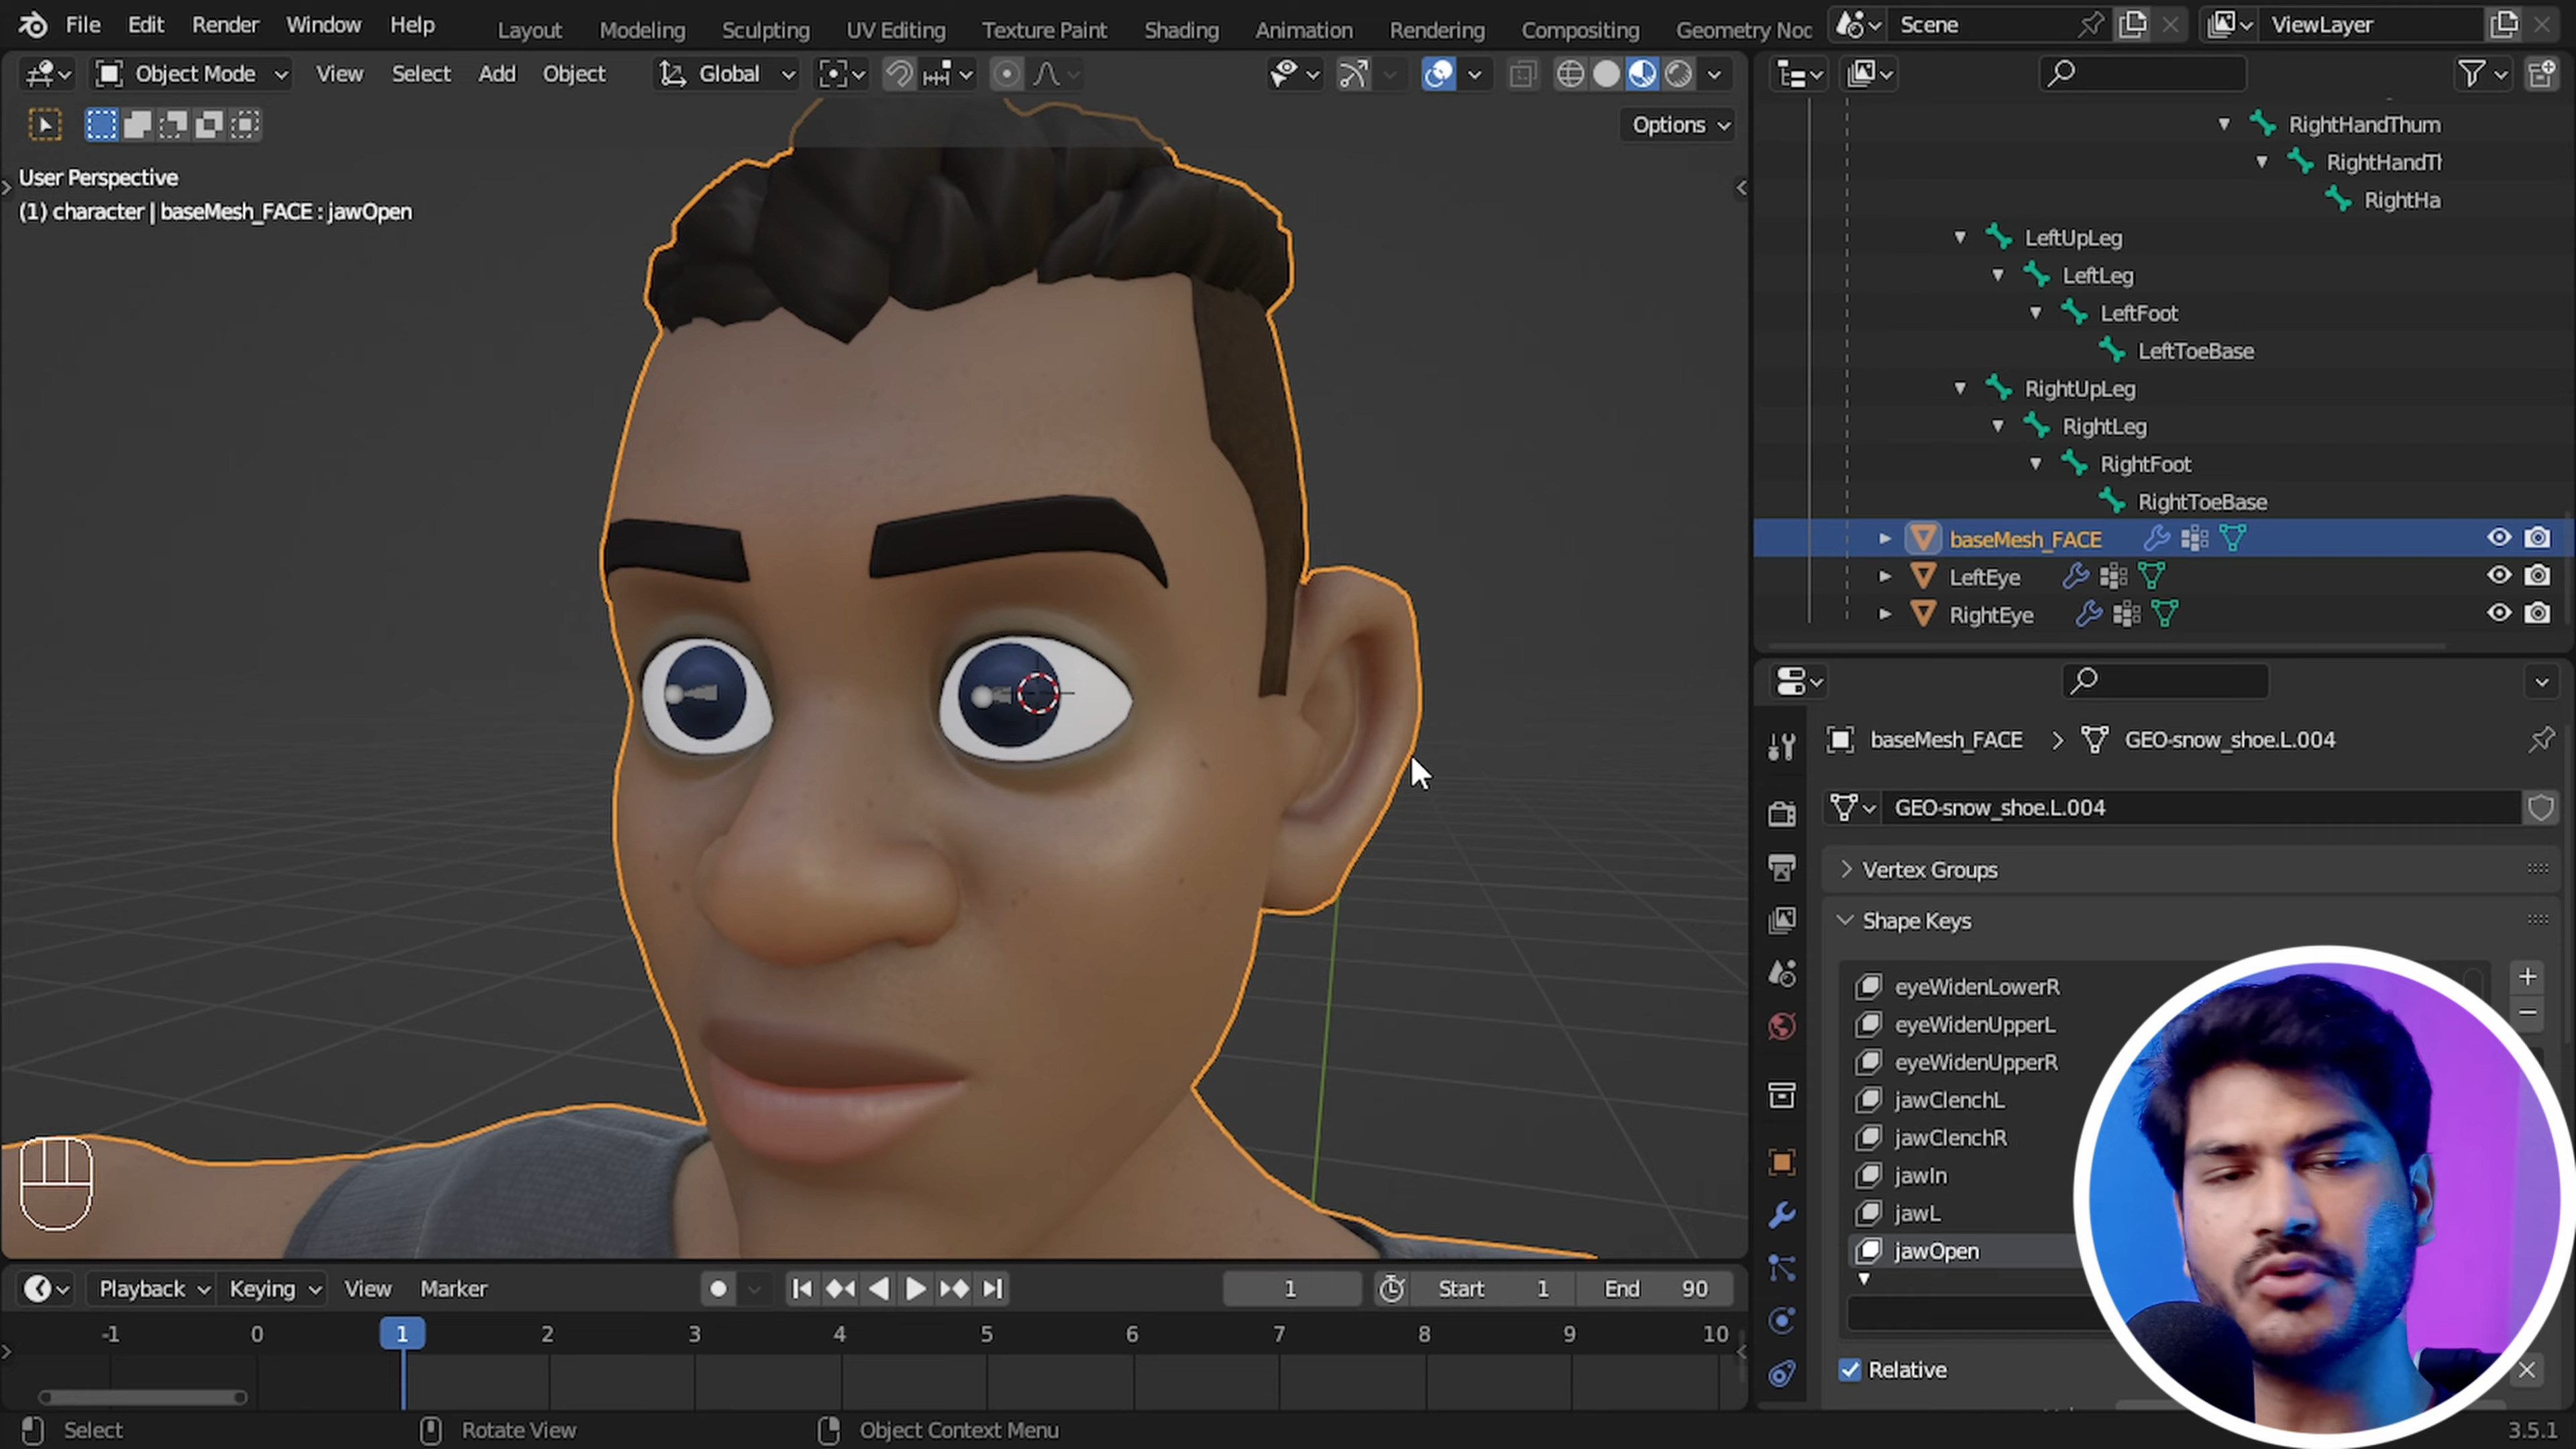 File Edit Render Window Help Layout Modeling Sculpting UV Editing Texture Paint Shading Animation Rendering Compositing Geometry Noc Scene ViewLayer
Object Mode View Select Add Object Global
Options
User Perspective
(1) character | baseMesh_FACE : jawOpen
RightHandThum
RightHandTh
RightHa
LeftUpLeg
LeftLeg
LeftFoot
LeftToeBase
RightUpLeg
RightLeg
RightFoot
RightToeBase
baseMesh_FACE
LeftEye
RightEye
baseMesh_FACE > GEO-snow_shoe.L.004
GEO-snow_shoe.L.004
Vertex Groups
Shape Keys
eyeWidenLowerR
eyeWidenUpperL
eyeWidenUpperR
jawClenchL
jawClenchR
jawIn
jawL
jawOpen
Relative
Playback Keying View Marker 1 Start 1 End 90
-1 0 1 2 3 4 5 6 7 8 9 10
Select Rotate View Object Context Menu 3.5.1